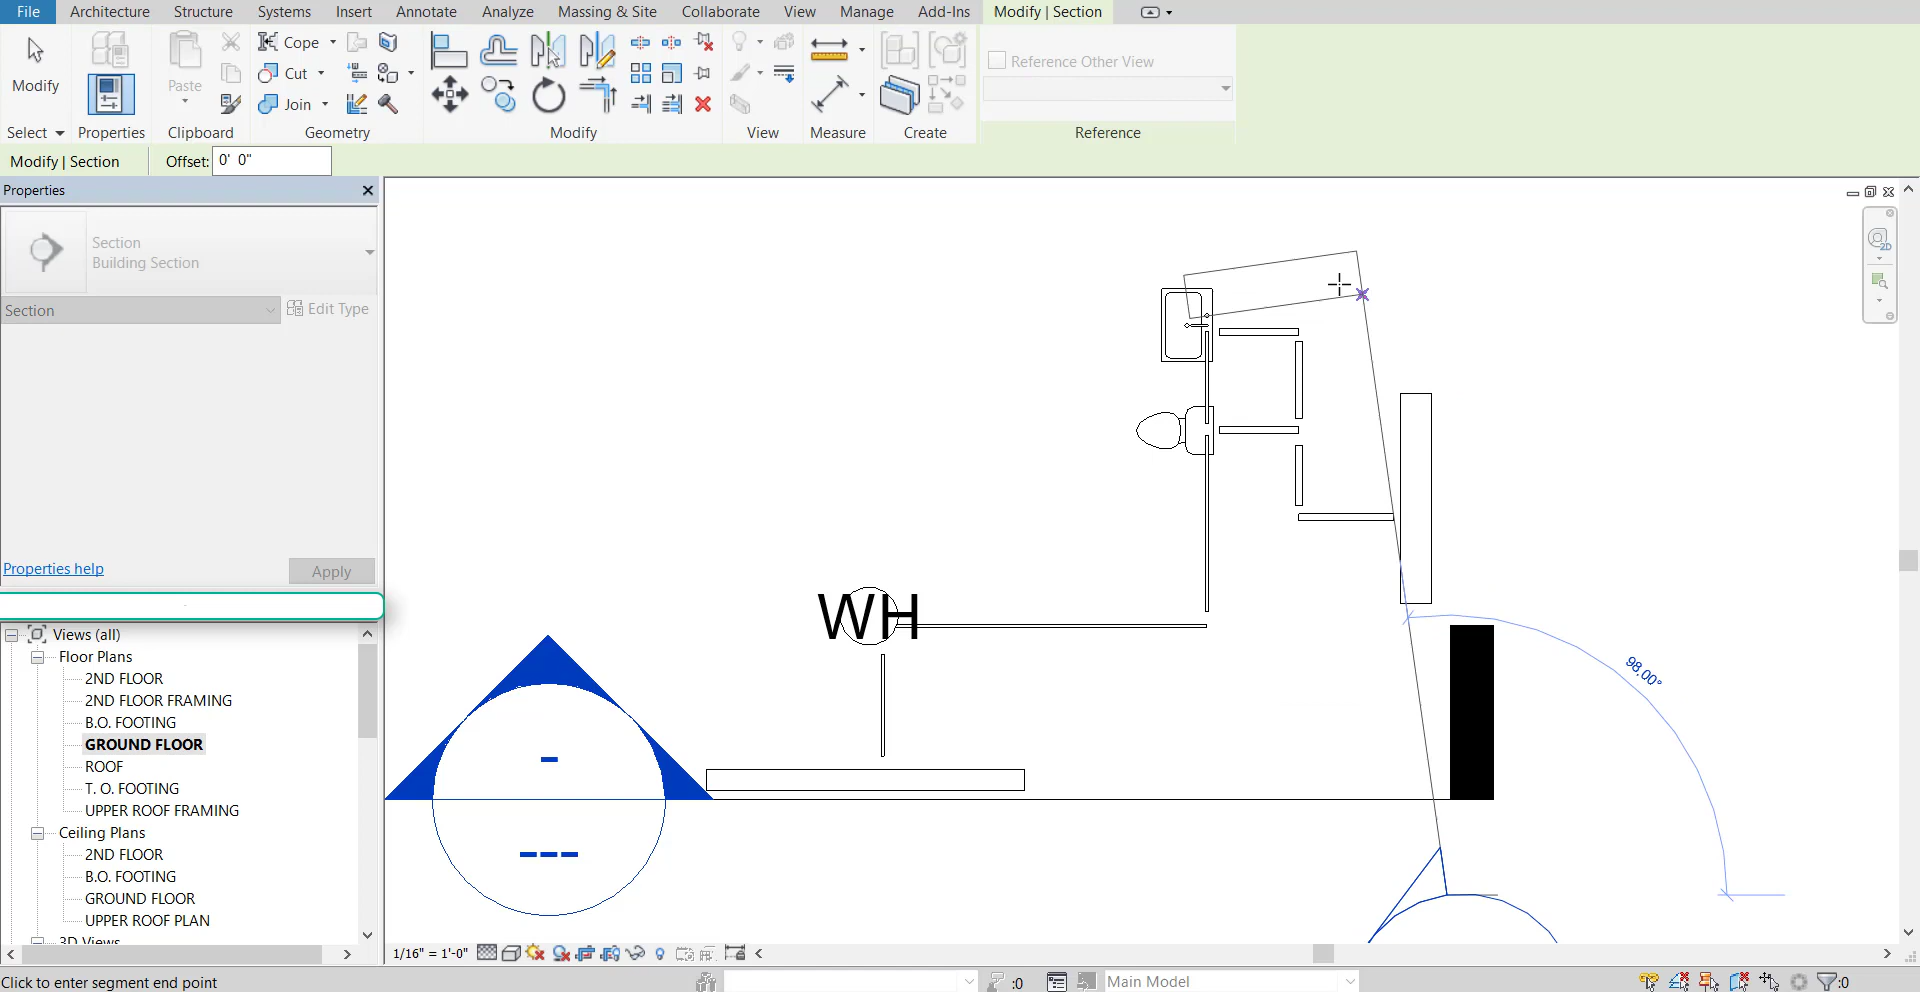 File Architecture Structure Systems Insert Annotate Analyze Massing & Site Collaborate View Manage Add-Ins Modify | Section
Modify
Paste
Cope
Cut
Join
Reference Other View
Select Properties Clipboard Geometry Modify View Measure Create Reference
Modify | Section Offset: 0' 0"
Properties
Section
Building Section
Section Edit Type
Properties help Apply
Views (all)
Floor Plans
2ND FLOOR
2ND FLOOR FRAMING
B.O. FOOTING
GROUND FLOOR
ROOF
T. O. FOOTING
UPPER ROOF FRAMING
Ceiling Plans
2ND FLOOR
B.O. FOOTING
GROUND FLOOR
UPPER ROOF PLAN
3D Views
2D
WH
98.00°
1/16" = 1'-0"
Click to enter segment end point :0 Main Model :0